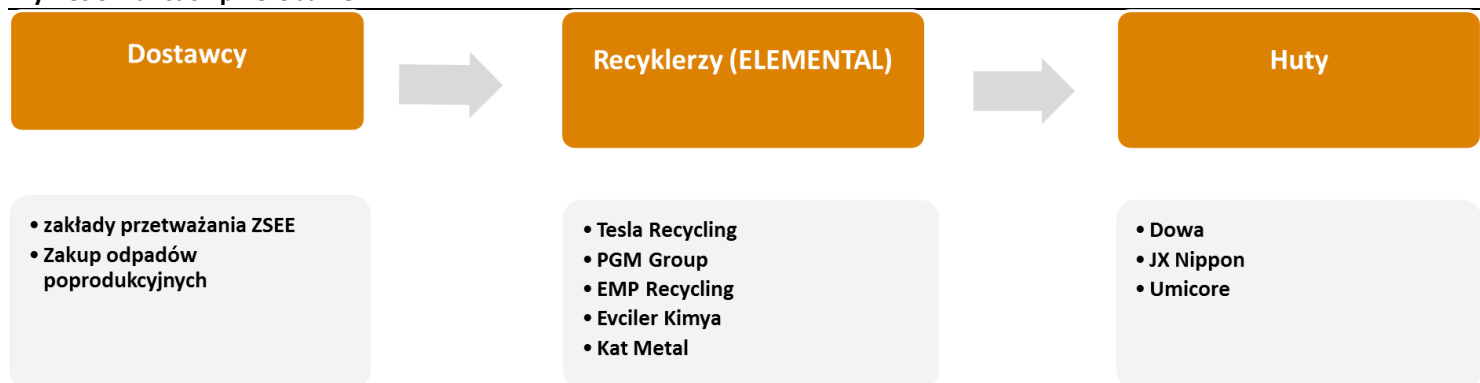 Dostawcy
Recyklerzy (ELEMENTAL)
Huty
• zakłady przetważania ZSEE
• Zakup odpadów
poprodukcyjnych
• Tesla Recycling
• PGM Group
• EMP Recycling
• Evciler Kimya
• Kat Metal
• Dowa
• JX Nippon
• Umicore